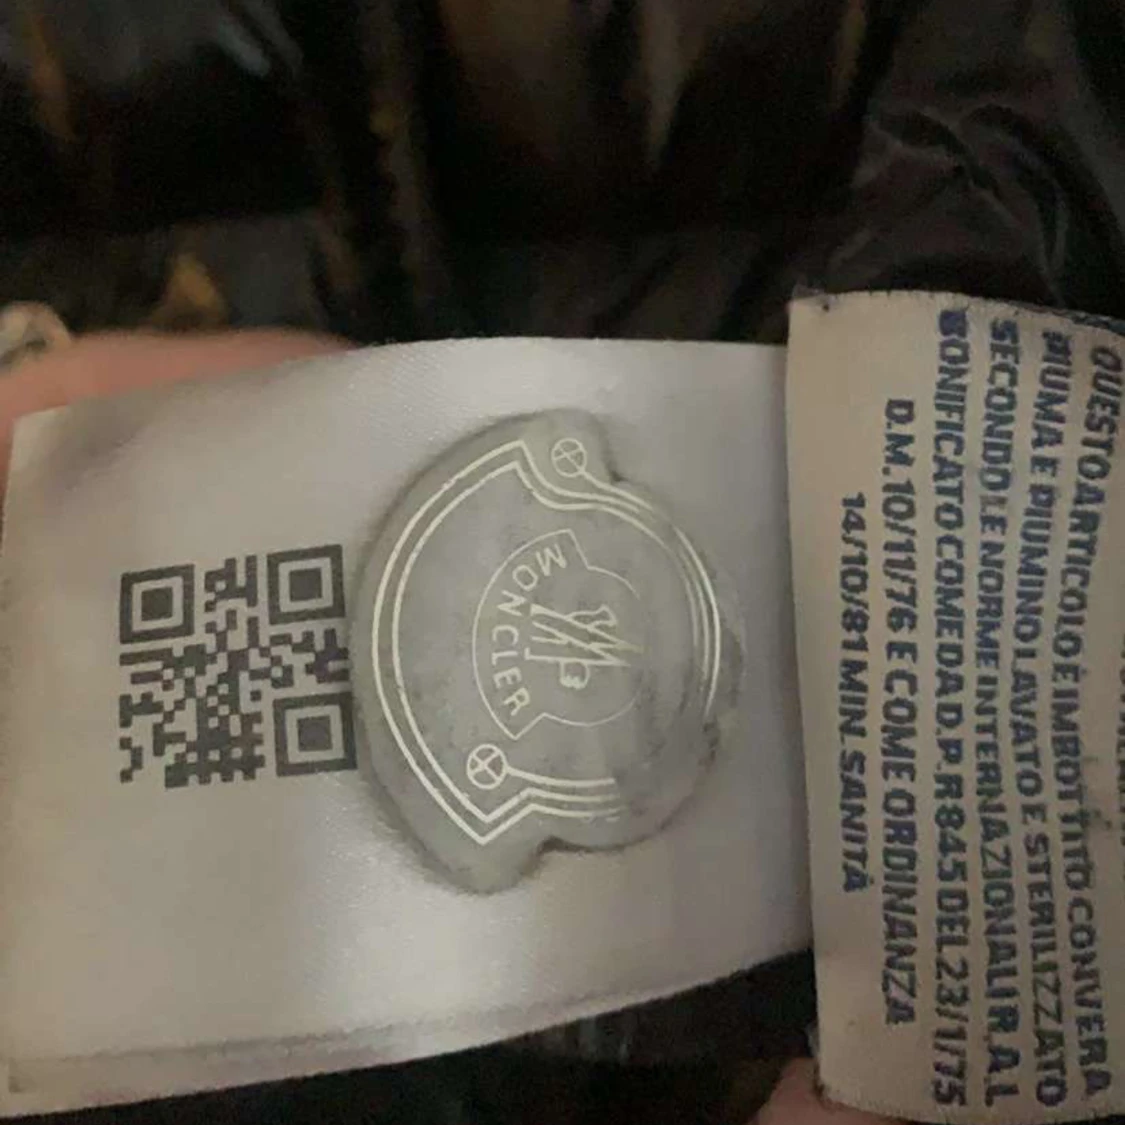 MONCLER
QUESTO ARTICOLO È IMBOTTITO CON VERA
PIUMA E PIUMINO LAVATO E STERILIZZATO
SECONDO LE NORME INTERNAZIONALI R.A.L
BONIFICATO COME DA D.P.R 845 DEL 23/1/75
D.M. 10/11/76 E COME ORDINANZA
14/10/81 MIN. SANITÀ